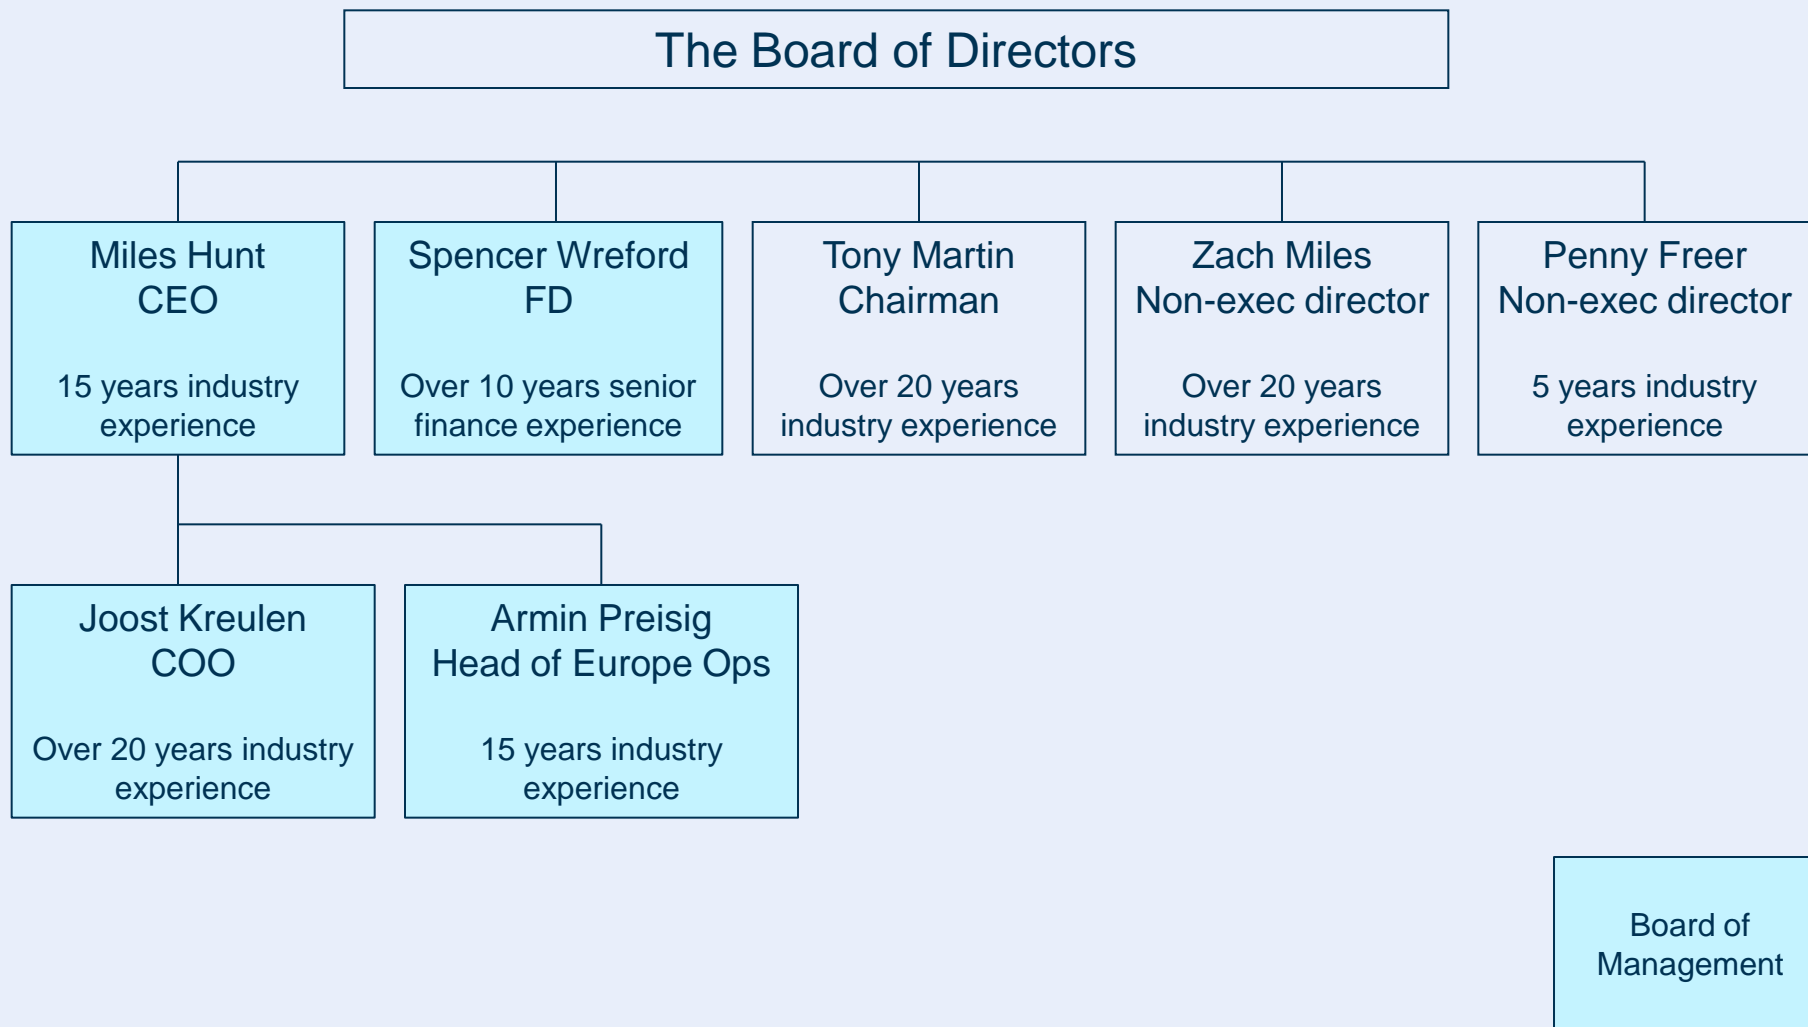 The Board of Directors
Miles Hunt
CEO
15 years industry
experience
Spencer Wreford
FD
Over 10 years senior
finance experience
Tony Martin
Chairman
Over 20 years
industry experience
Zach Miles
Non-exec director
Over 20 years
industry experience
Penny Freer
Non-exec director
5 years industry
experience
Joost Kreulen
COO
Over 20 years industry
experience
Armin Preisig
Head of Europe Ops
15 years industry
experience
Board of
Management